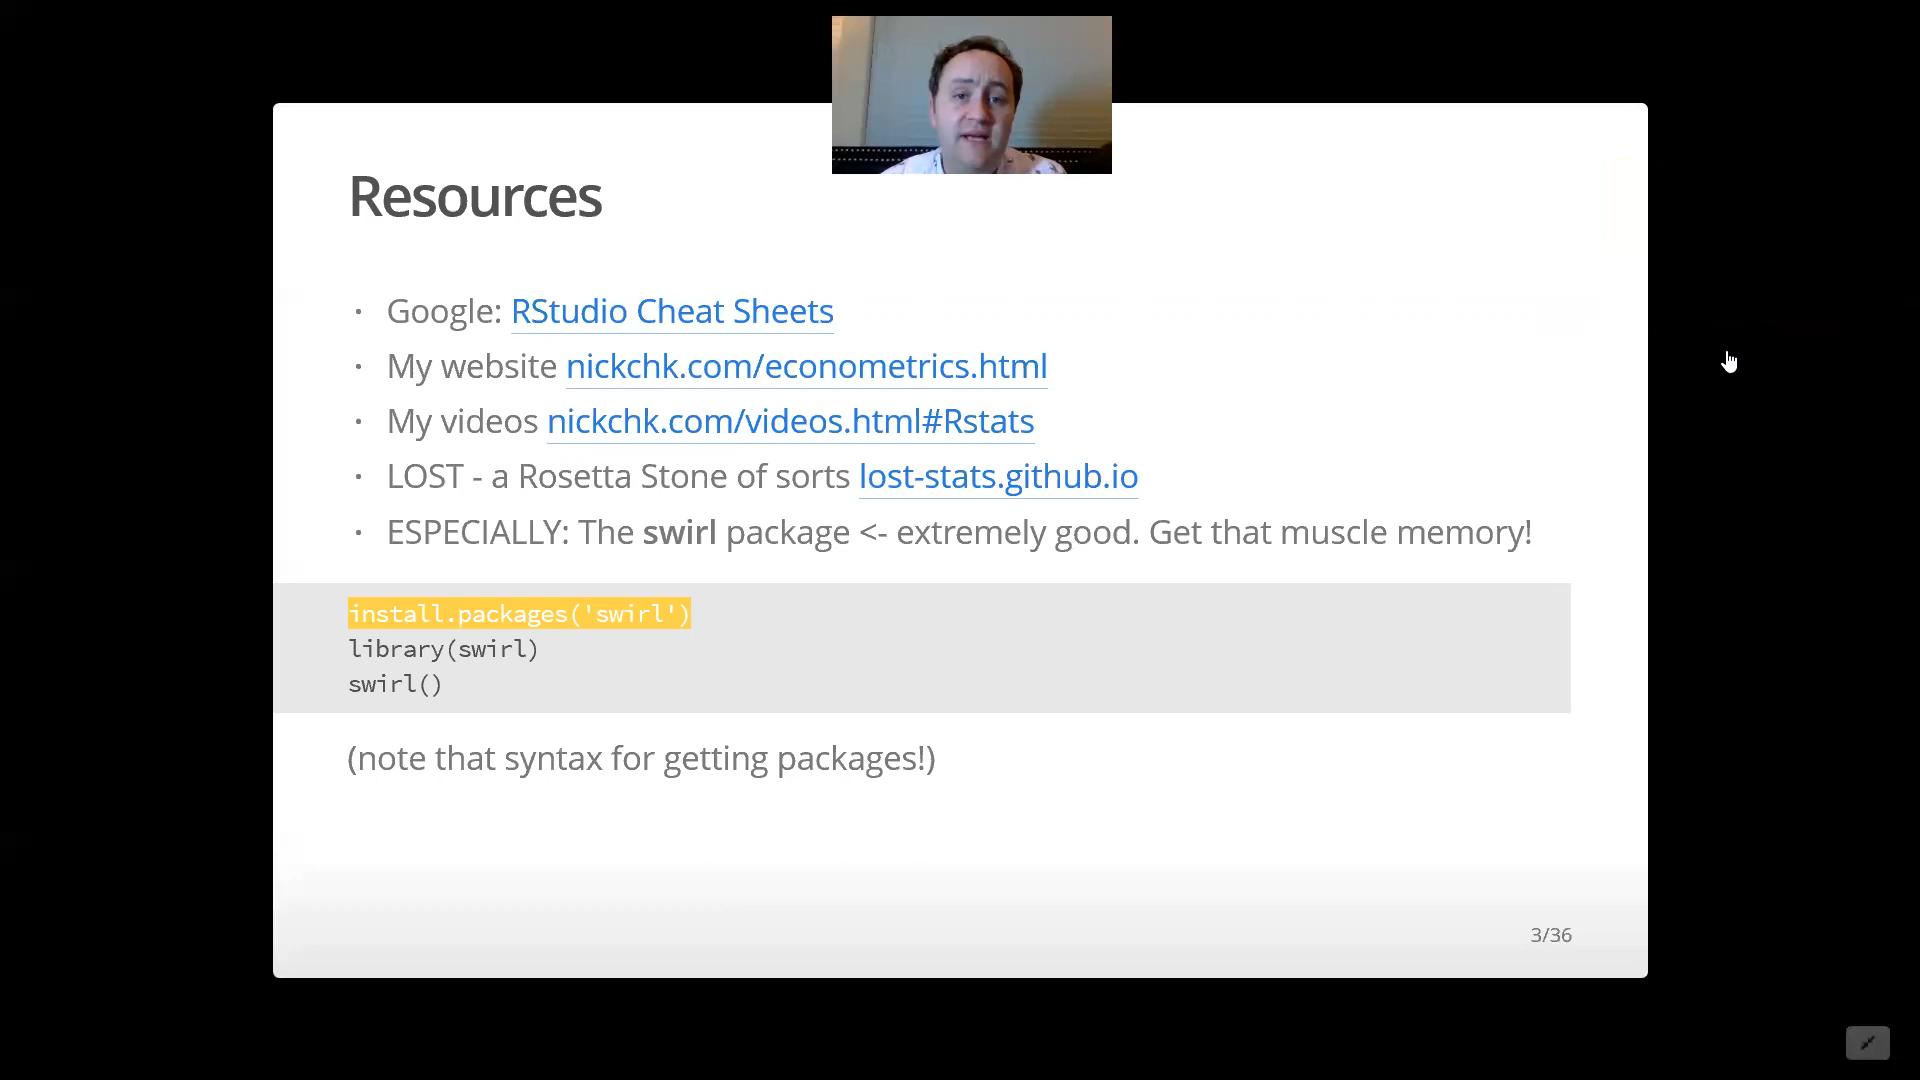 Resources
· Google: RStudio Cheat Sheets
· My website nickchk.com/econometrics.html
· My videos nickchk.com/videos.html#Rstats
· LOST - a Rosetta Stone of sorts lost-stats.github.io
· ESPECIALLY: The swirl package <- extremely good. Get that muscle memory!
install.packages('swirl')
library(swirl)
swirl()
(note that syntax for getting packages!)
3/36